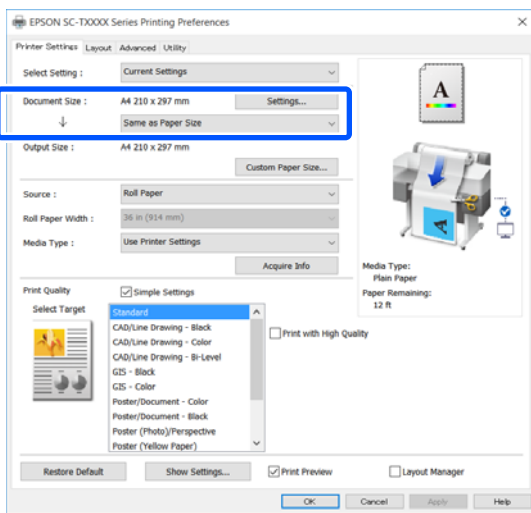 EPSON SC-TXXXX Series Printing Preferences
Printer Settings Layout Advanced Utility
Select Setting : Current Settings
Document Size : A4 210 x 297 mm Settings...
Same as Paper Size
Output Size : A4 210 x 297 mm
Custom Paper Size...
Source : Roll Paper
Roll Paper Width : 36 in (914 mm)
Media Type : Use Printer Settings
Acquire Info
A
Media Type:
Plain Paper
Paper Remaining:
12 ft
Print Quality Simple Settings
Select Target
Standard
CAD/Line Drawing - Black
CAD/Line Drawing - Color
CAD/Line Drawing - Bi-Level
GIS - Black
GIS - Color
Poster/Document - Color
Poster/Document - Black
Poster (Photo)/Perspective
Poster (Yellow Paper)
Print with High Quality
Restore Default Show Settings... Print Preview Layout Manager
OK Cancel Apply Help